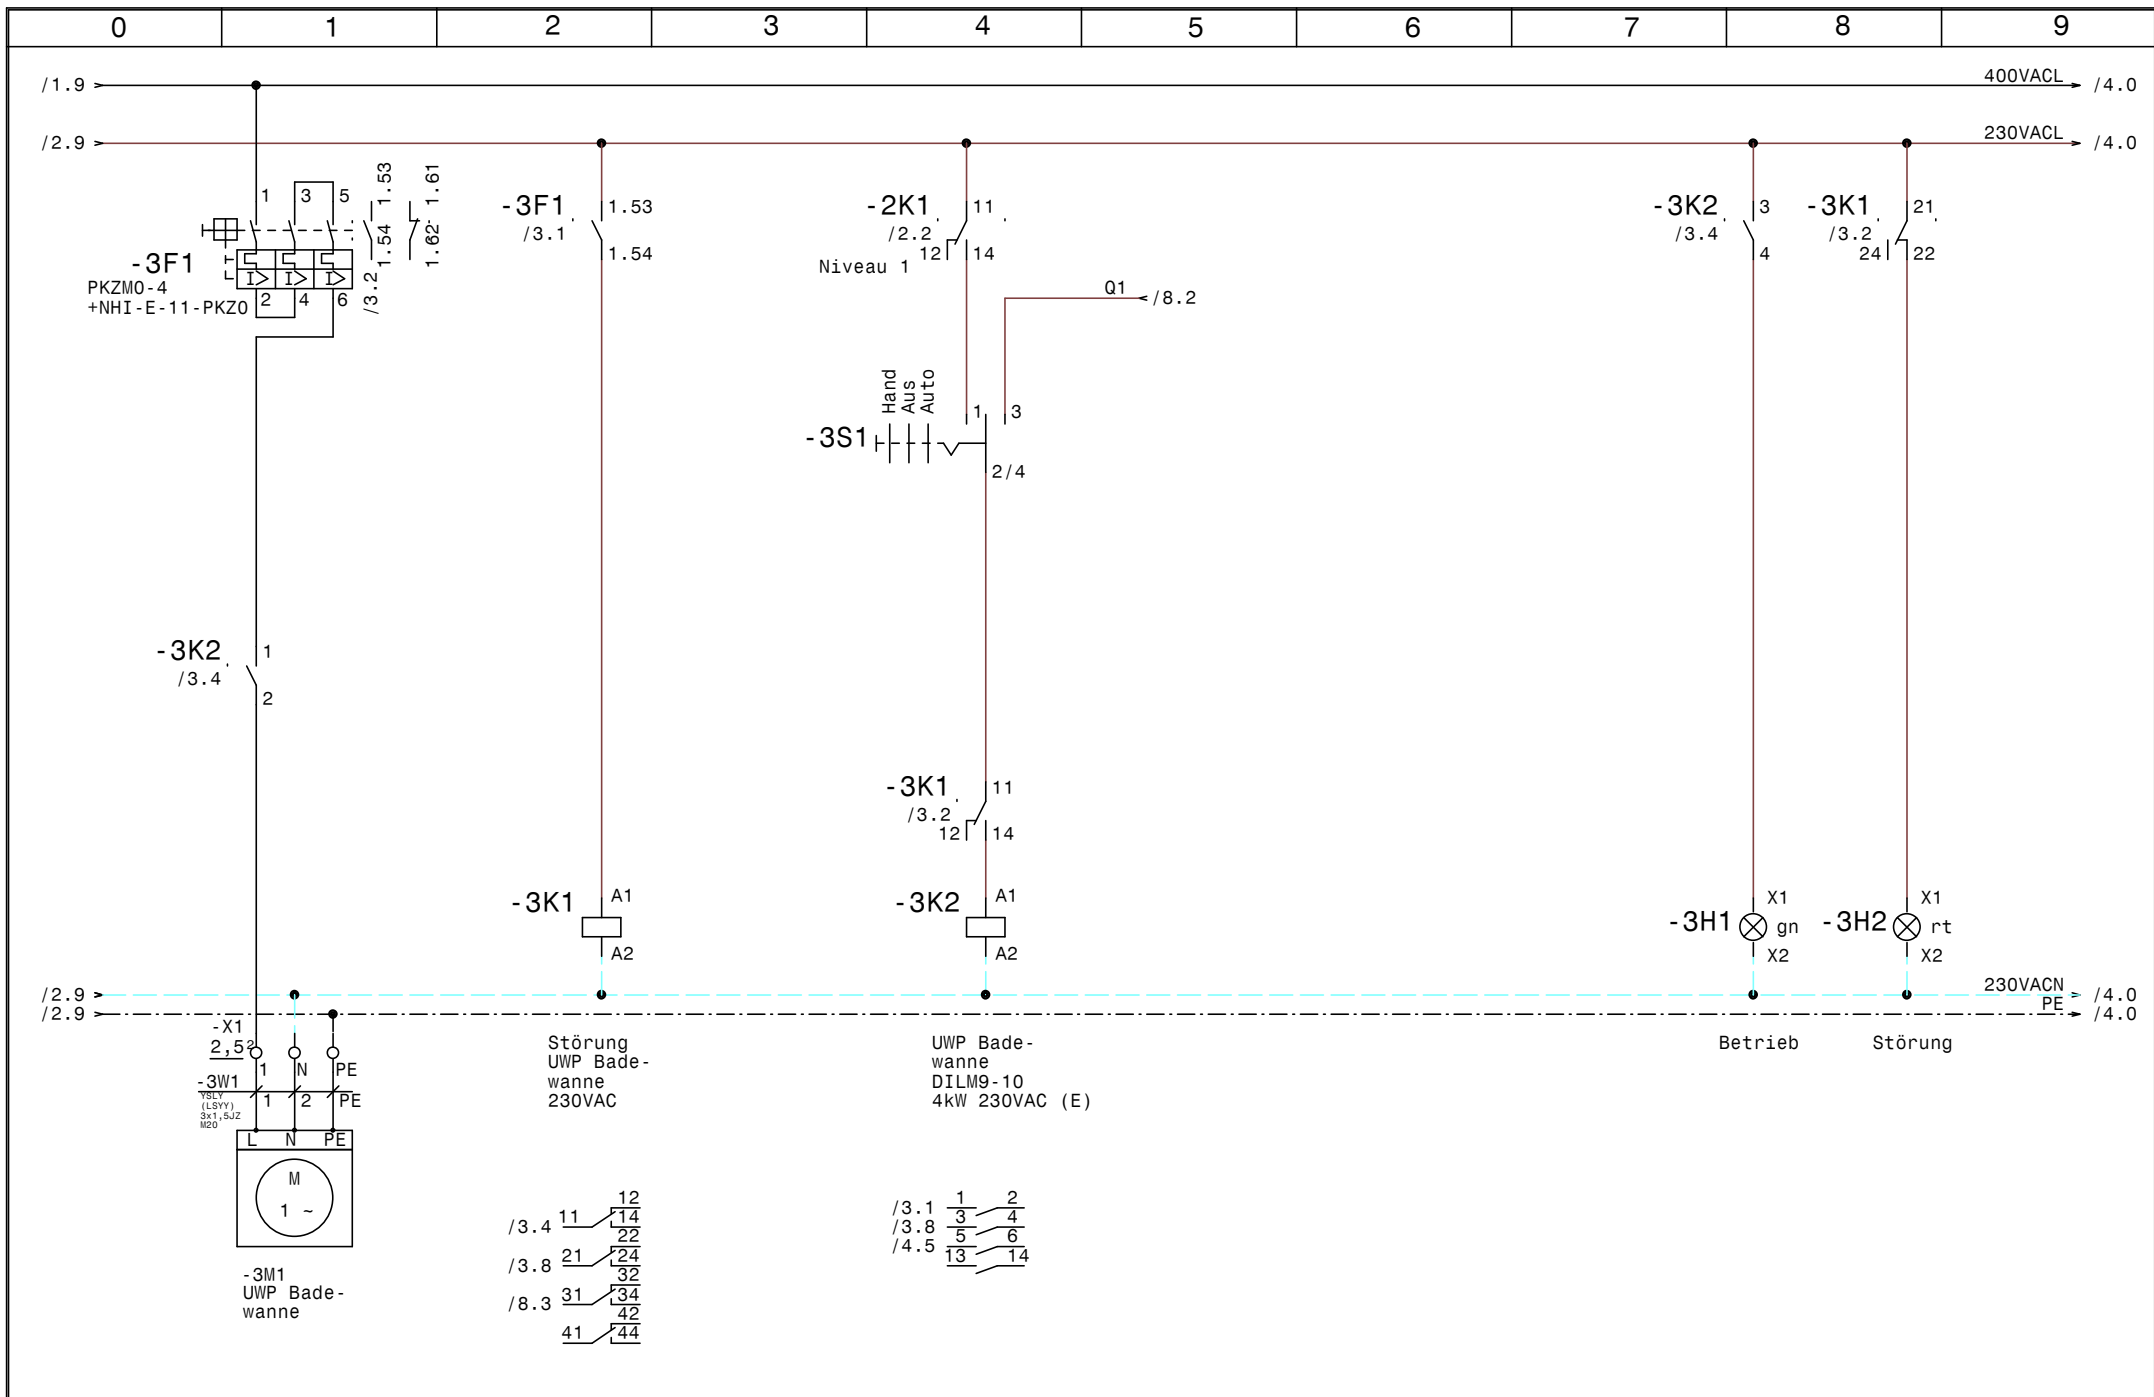 0 1 2 3 4 5 6 7 8 9
/1.9 400VACL /4.0
/2.9 230VACL /4.0
-3F1
PKZM0-4
+NHI-E-11-PKZ0
1 3 5
2 4 6
1.53
1.54
1.61
1.62
/3.2
-3F1
/3.1
1.53
1.54
-2K1
/2.2
11
12 14
Niveau 1
Q1 /8.2
-3K2
/3.4
3
4
-3K1
/3.2
21
24 22
Hand
Aus
Auto
-3S1
1 3
2/4
-3K2
/3.4
1
2
-3K1
/3.2
11
12 14
-3K1
A1
A2
-3K2
A1
A2
-3H1
X1
gn
X2
-3H2
X1
rt
X2
/2.9 230VACN /4.0
/2.9 PE /4.0
-X1
2,5²
1 N PE
-3W1
YSLY
(LSYY)
3x1,5JZ
M20
1 2 PE
L N PE
M
1 ~
-3M1
UWP Bade-
wanne
Störung
UWP Bade-
wanne
230VAC
UWP Bade-
wanne
DILM9-10
4kW 230VAC (E)
Betrieb
Störung
12
/3.4 11 14
22
/3.8 21 24
32
/8.3 31 34
42
41 44
/3.1 1 2
/3.8 3 4
/4.5 5 6
13 14